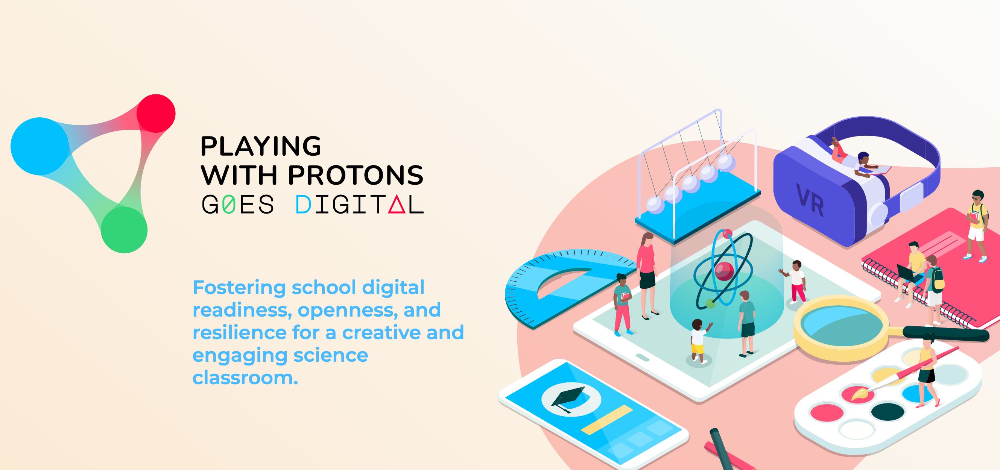 PLAYING
WITH PROTONS
G0ES DIGITΔL
Fostering school digital
readiness, openness, and
resilience for a creative and
engaging science
classroom.
VR